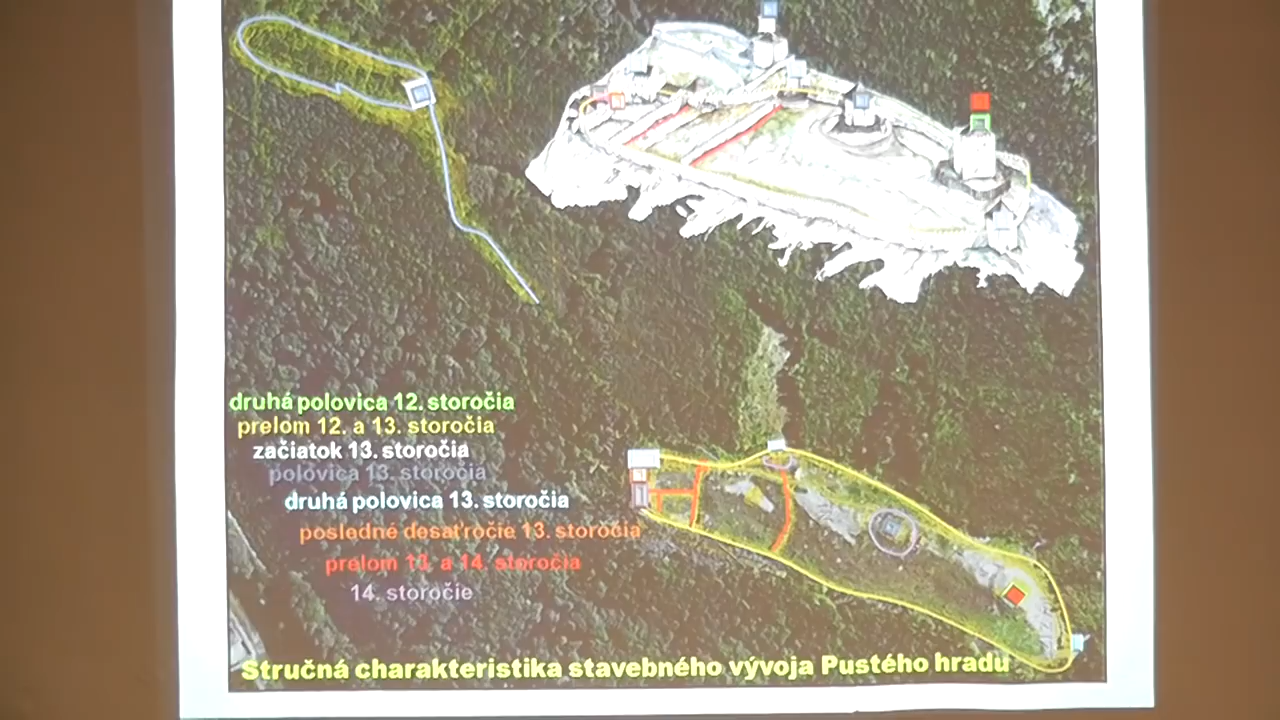 druhá polovica 12. storočia
prelom 12. a 13. storočia
začiatok 13. storočia
polovica 13. storočia
druhá polovica 13. storočia
posledné desaťročie 13. storočia
prelom 13. a 14. storočia
14. storočie
Stručná charakteristika stavebného vývoja Pustého hradu